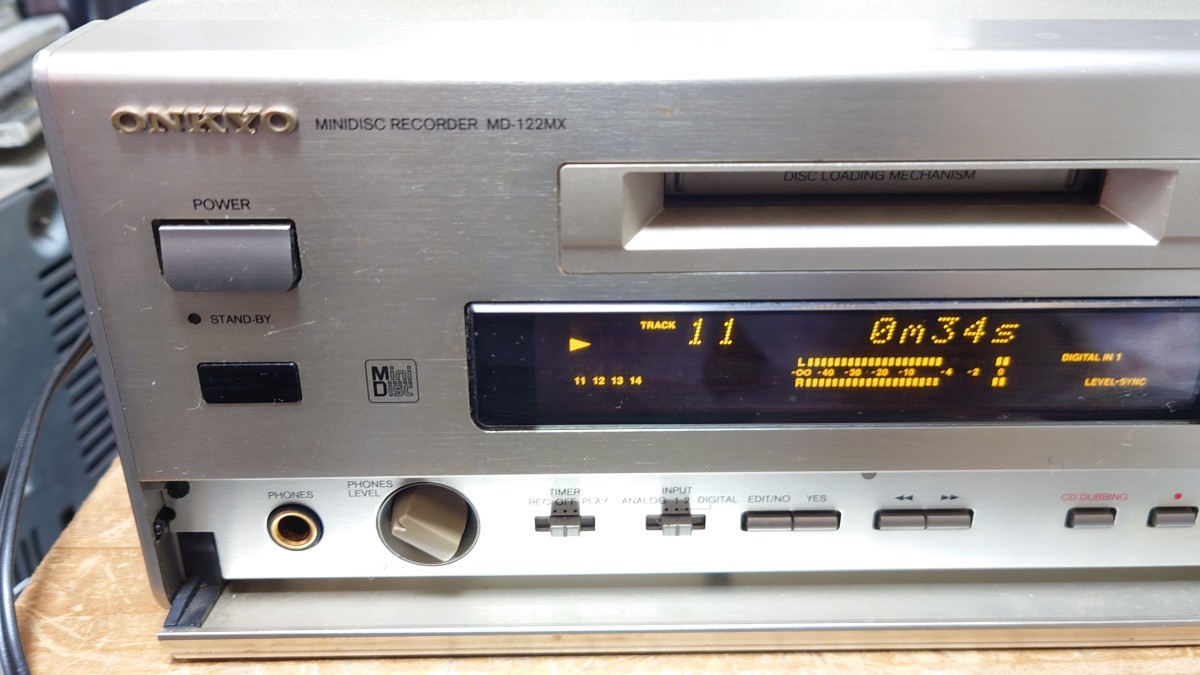 ONKYO MINIDISC RECORDER MD-122MX
DISC LOADING MECHANISM
POWER
STAND-BY
Mini
Disc
TRACK 11 0m34s
L
-∞ -40 -30 -20 -10 -4 -2 0
R
11 12 13 14
DIGITAL IN 1
LEVEL-SYNC
PHONES
PHONES
LEVEL
TIMER
REC OFF PLAY
INPUT
ANALOG 1 2 DIGITAL
EDIT/NO YES
◀◀ ▶▶
CD DUBBING
●